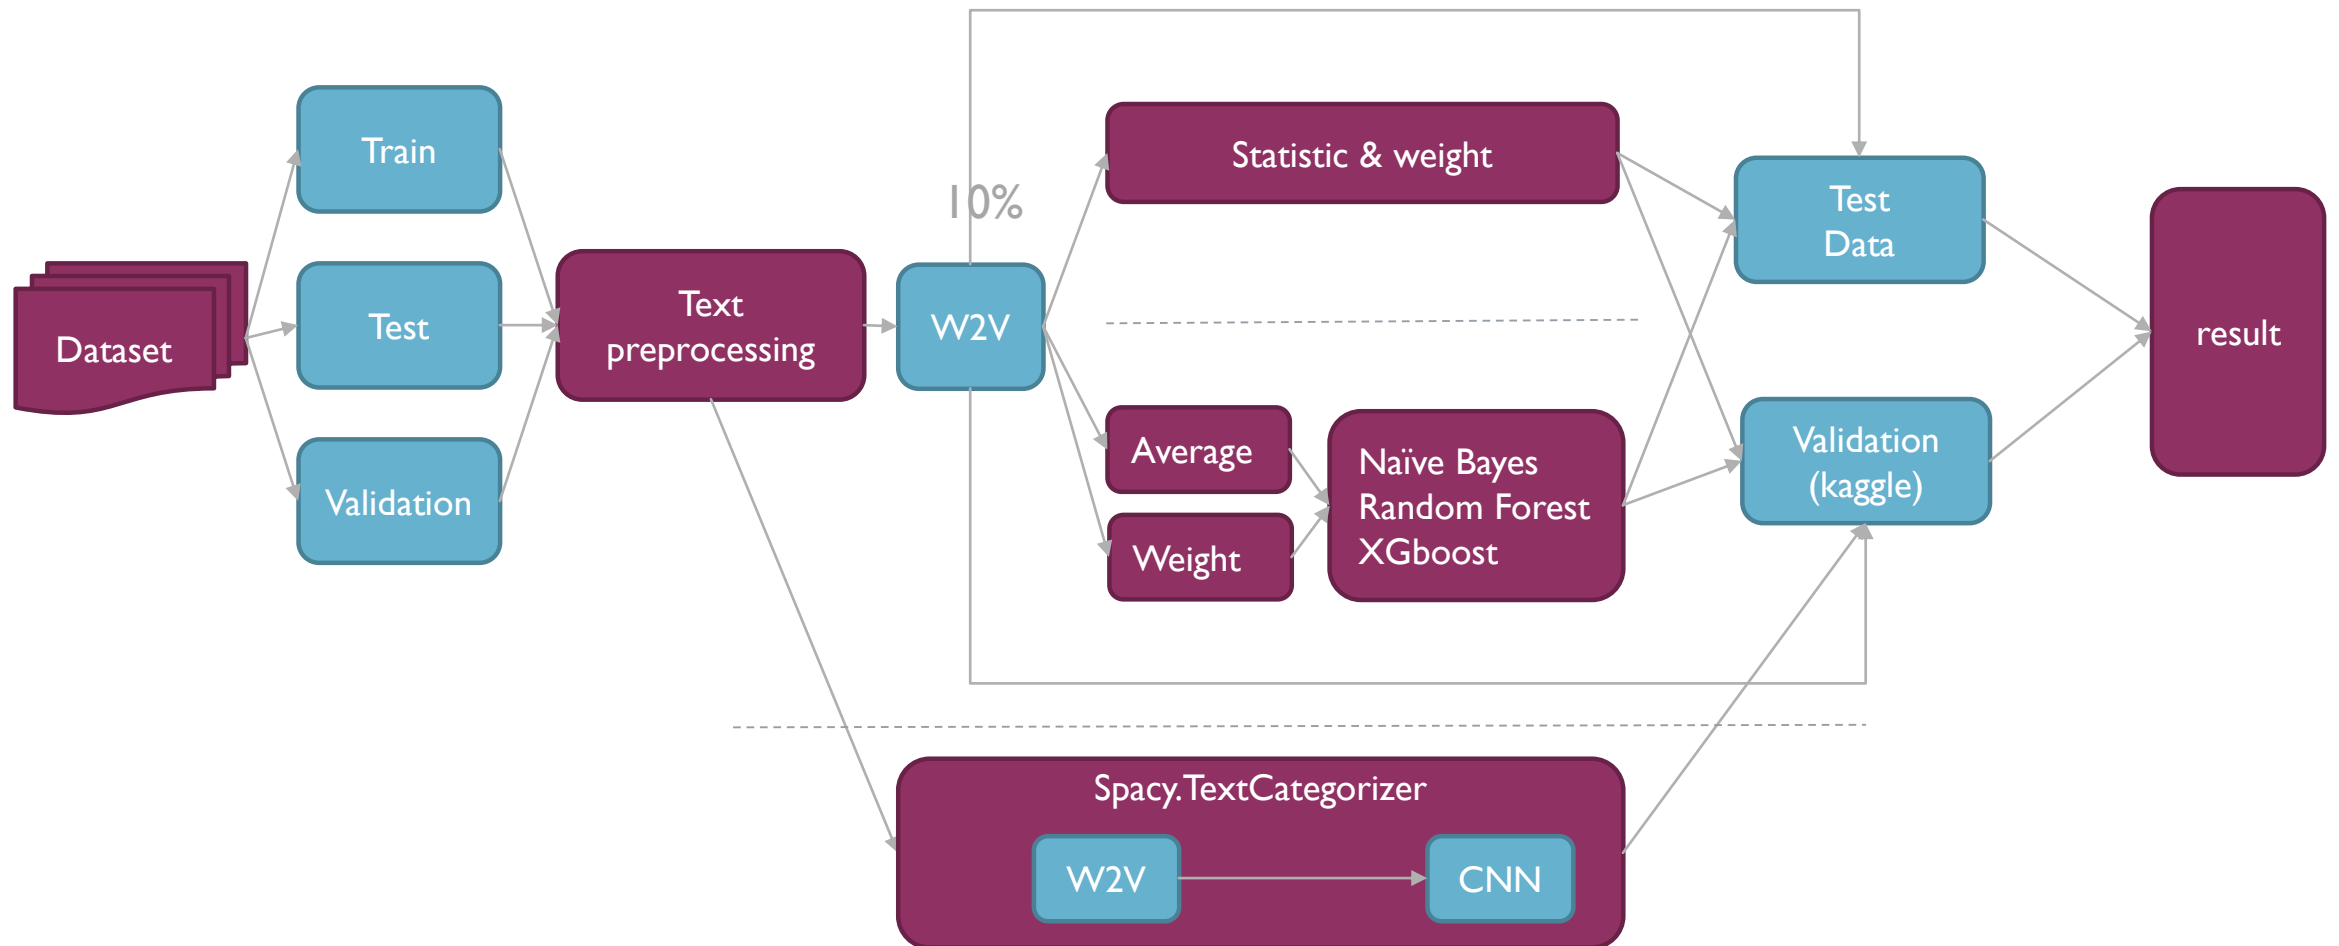 Dataset
Train
Test
Validation
Text
preprocessing
10%
W2V
Statistic & weight
Average
Weight
Naïve Bayes
Random Forest
XGboost
Test
Data
Validation
(kaggle)
result
Spacy.TextCategorizer
W2V
CNN